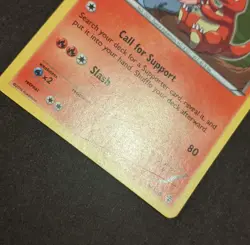 Call for Support
Search your deck for a Supporter card, reveal it, and
put it into your hand. Shuffle your deck afterward.
Slash 80
×2